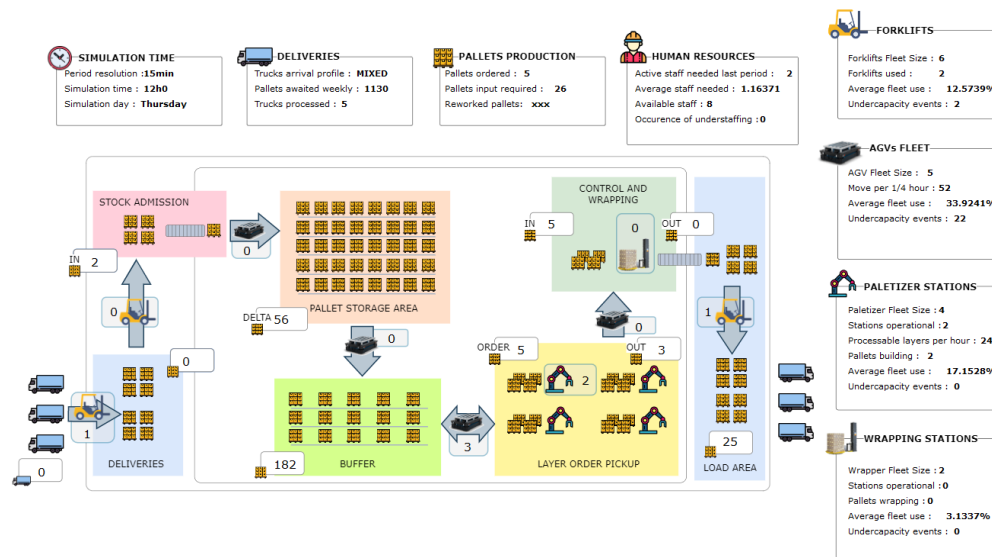 SIMULATION TIME
Period resolution :15min
Simulation time : 12h0
Simulation day : Thursday
DELIVERIES
Trucks arrival profile : MIXED
Pallets awaited weekly : 1130
Trucks processed : 5
PALLETS PRODUCTION
Pallets ordered : 5
Pallets input required : 26
Reworked pallets: xxx
HUMAN RESOURCES
Active staff needed last period : 2
Average staff needed : 1.16371
Available staff : 8
Occurence of understaffing :0
FORKLIFTS
Forklifts Fleet Size : 6
Forklifts used : 2
Average fleet use : 12.5739%
Undercapacity events : 2
AGVs FLEET
AGV Fleet Size : 5
Move per 1/4 hour : 52
Average fleet use : 33.9241%
Undercapacity events : 22
PALETIZER STATIONS
Paletizer Fleet Size : 4
Stations operational : 2
Processable layers per hour : 24
Pallets building : 2
Average fleet use : 17.1528%
Undercapacity events : 0
WRAPPING STATIONS
Wrapper Fleet Size : 2
Stations operational : 0
Pallets wrapping : 0
Average fleet use : 3.1337%
Undercapacity events : 0
STOCK ADMISSION
IN 2
0
0
0
DELIVERIES
1
0
PALLET STORAGE AREA
DELTA 56
0
BUFFER
182
3
CONTROL AND
WRAPPING
IN 5
0
OUT 0
0
ORDER 5
OUT 3
2
LAYER ORDER PICKUP
1
25
LOAD AREA